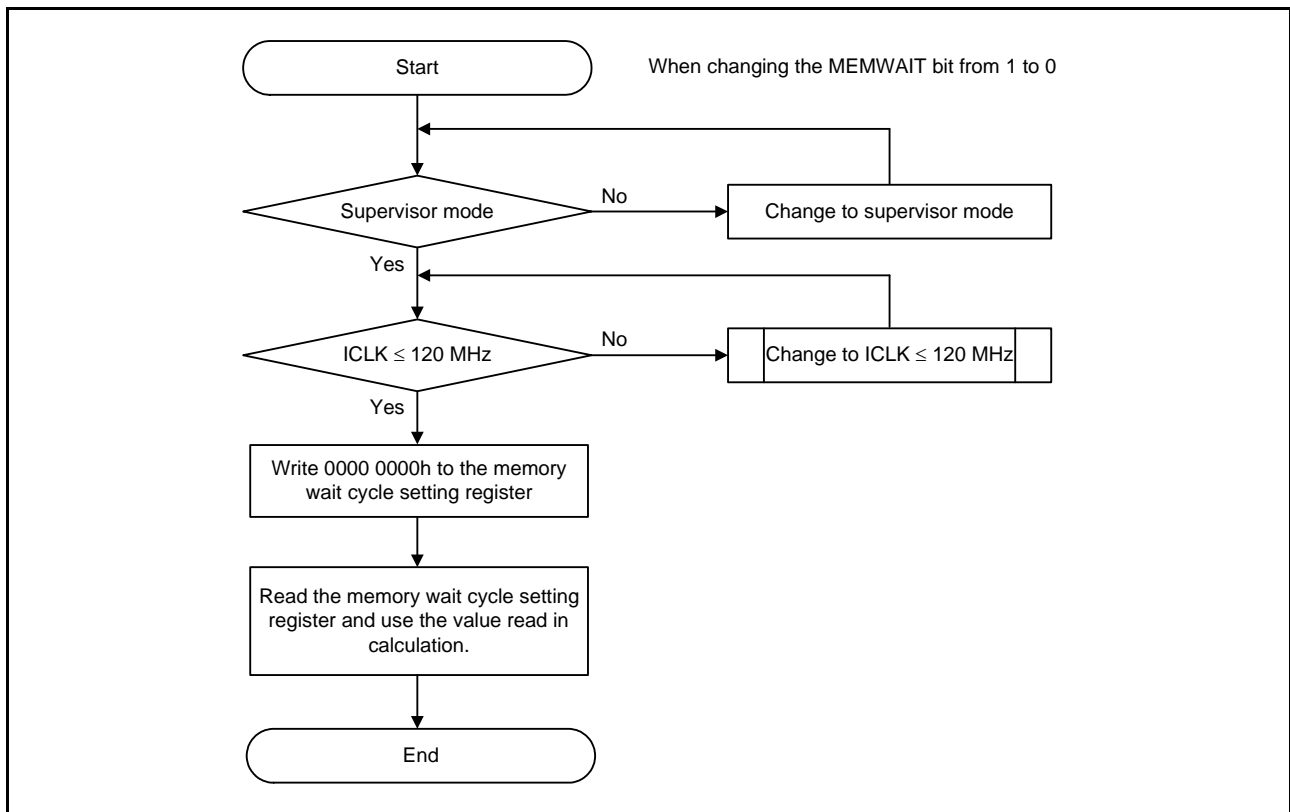 Start
When changing the MEMWAIT bit from 1 to 0
Supervisor mode
No
Change to supervisor mode
Yes
ICLK ≤ 120 MHz
No
Change to ICLK ≤ 120 MHz
Yes
Write 0000 0000h to the memory
wait cycle setting register
Read the memory wait cycle setting
register and use the value read in
calculation.
End